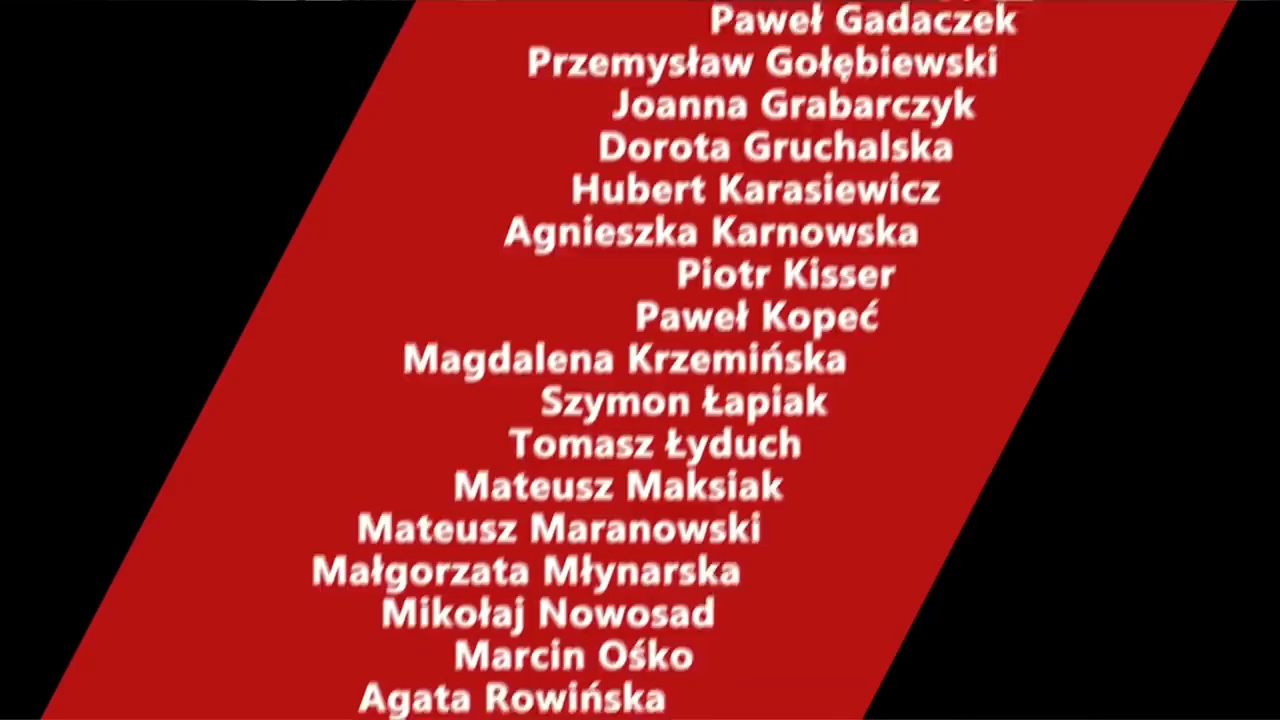 Paweł Gadaczek
Przemysław Gołębiewski
Joanna Grabarczyk
Dorota Gruchalska
Hubert Karasiewicz
Agnieszka Karnowska
Piotr Kisser
Paweł Kopeć
Magdalena Krzemińska
Szymon Łapiak
Tomasz Łyduch
Mateusz Maksiak
Mateusz Maranowski
Małgorzata Młynarska
Mikołaj Nowosad
Marcin Ośko
Agata Rowińska